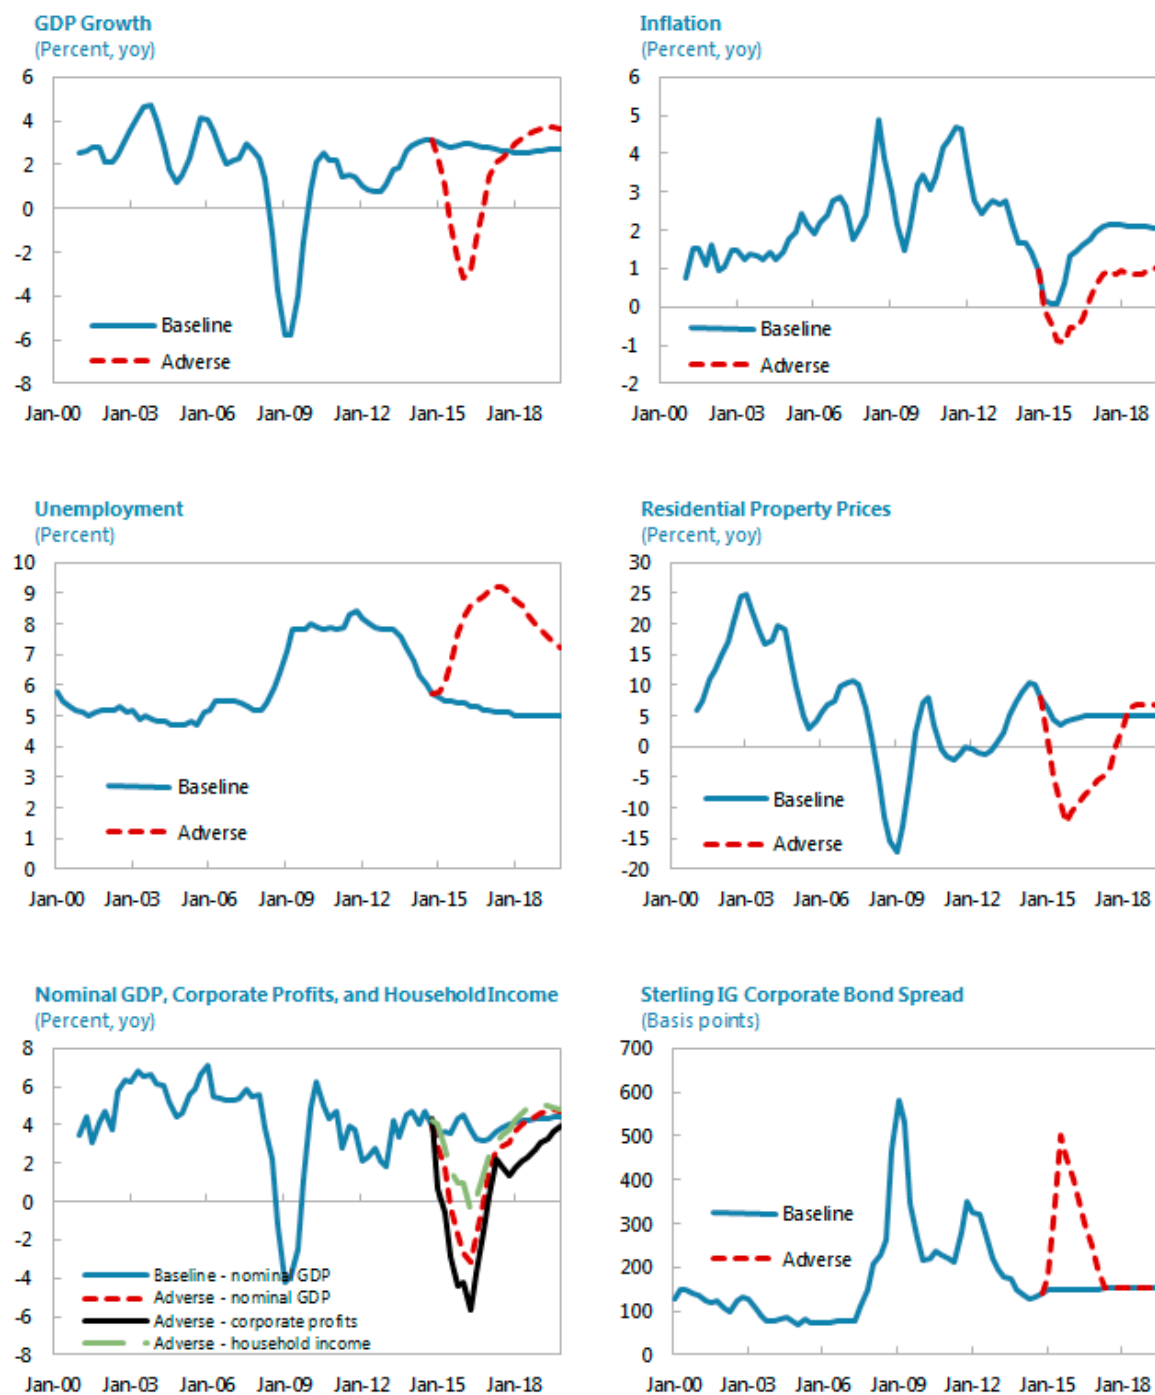 GDP Growth
(Percent, yoy)
6
4
2
0
-2
-4
-6
-8
Baseline
Adverse
Jan-00 Jan-03 Jan-06 Jan-09 Jan-12 Jan-15 Jan-18
Inflation
(Percent, yoy)
6
5
4
3
2
1
0
-1
-2
Baseline
Adverse
Jan-00 Jan-03 Jan-06 Jan-09 Jan-12 Jan-15 Jan-18
Unemployment
(Percent)
10
9
8
7
6
5
4
3
2
1
0
Baseline
Adverse
Jan-00 Jan-03 Jan-06 Jan-09 Jan-12 Jan-15 Jan-18
Residential Property Prices
(Percent, yoy)
30
25
20
15
10
5
0
-5
-10
-15
-20
Baseline
Adverse
Jan-00 Jan-03 Jan-06 Jan-09 Jan-12 Jan-15 Jan-18
Nominal GDP, Corporate Profits, and Household Income
(Percent, yoy)
8
6
4
2
0
-2
-4
-6
-8
Baseline - nominal GDP
Adverse - nominal GDP
Adverse - corporate profits
Adverse - household income
Jan-00 Jan-03 Jan-06 Jan-09 Jan-12 Jan-15 Jan-18
Sterling IG Corporate Bond Spread
(Basis points)
700
600
500
400
300
200
100
0
Baseline
Adverse
Jan-00 Jan-03 Jan-06 Jan-09 Jan-12 Jan-15 Jan-18